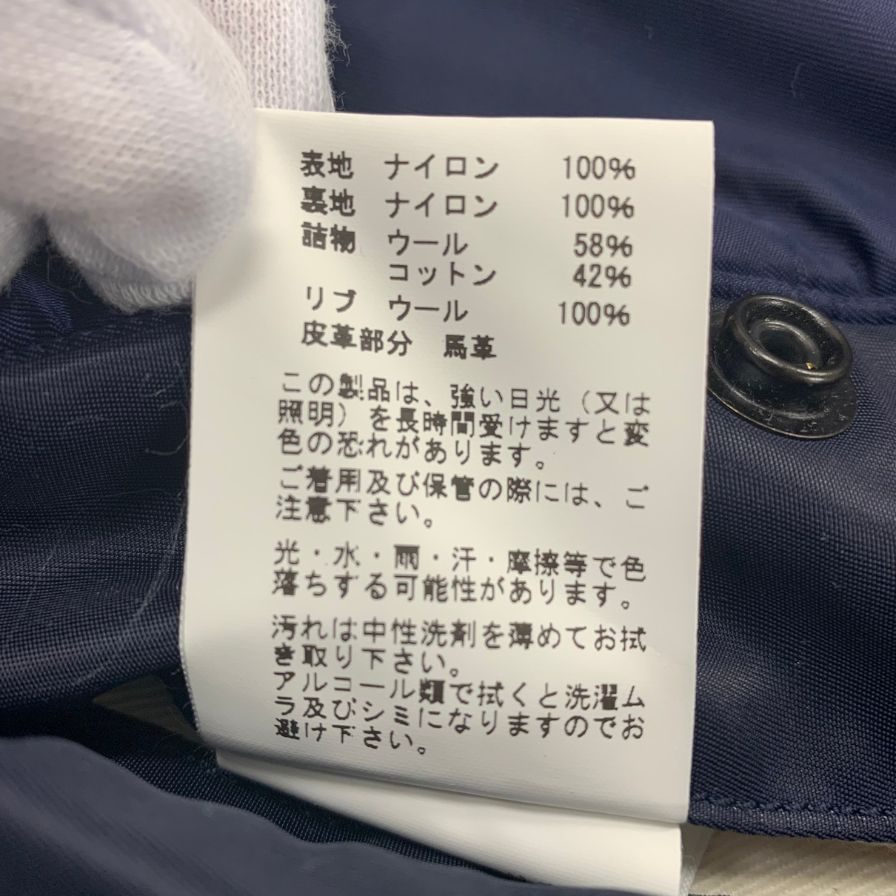 表地 ナイロン 100%
裏地 ナイロン 100%
詰物 ウール 58%
コットン 42%
リブ ウール 100%
皮革部分 馬革
この製品は、強い日光（又は
照明）を長時間受けますと変
色の恐れがあります。
ご着用及び保管の際には、ご
注意下さい。
光・水・雨・汗・摩擦等で色
落ちする可能性があります。
汚れは中性洗剤を薄めてお拭
き取り下さい。
アルコール類で拭くと洗濯ム
ラ及びシミになりますのでお
避け下さい。